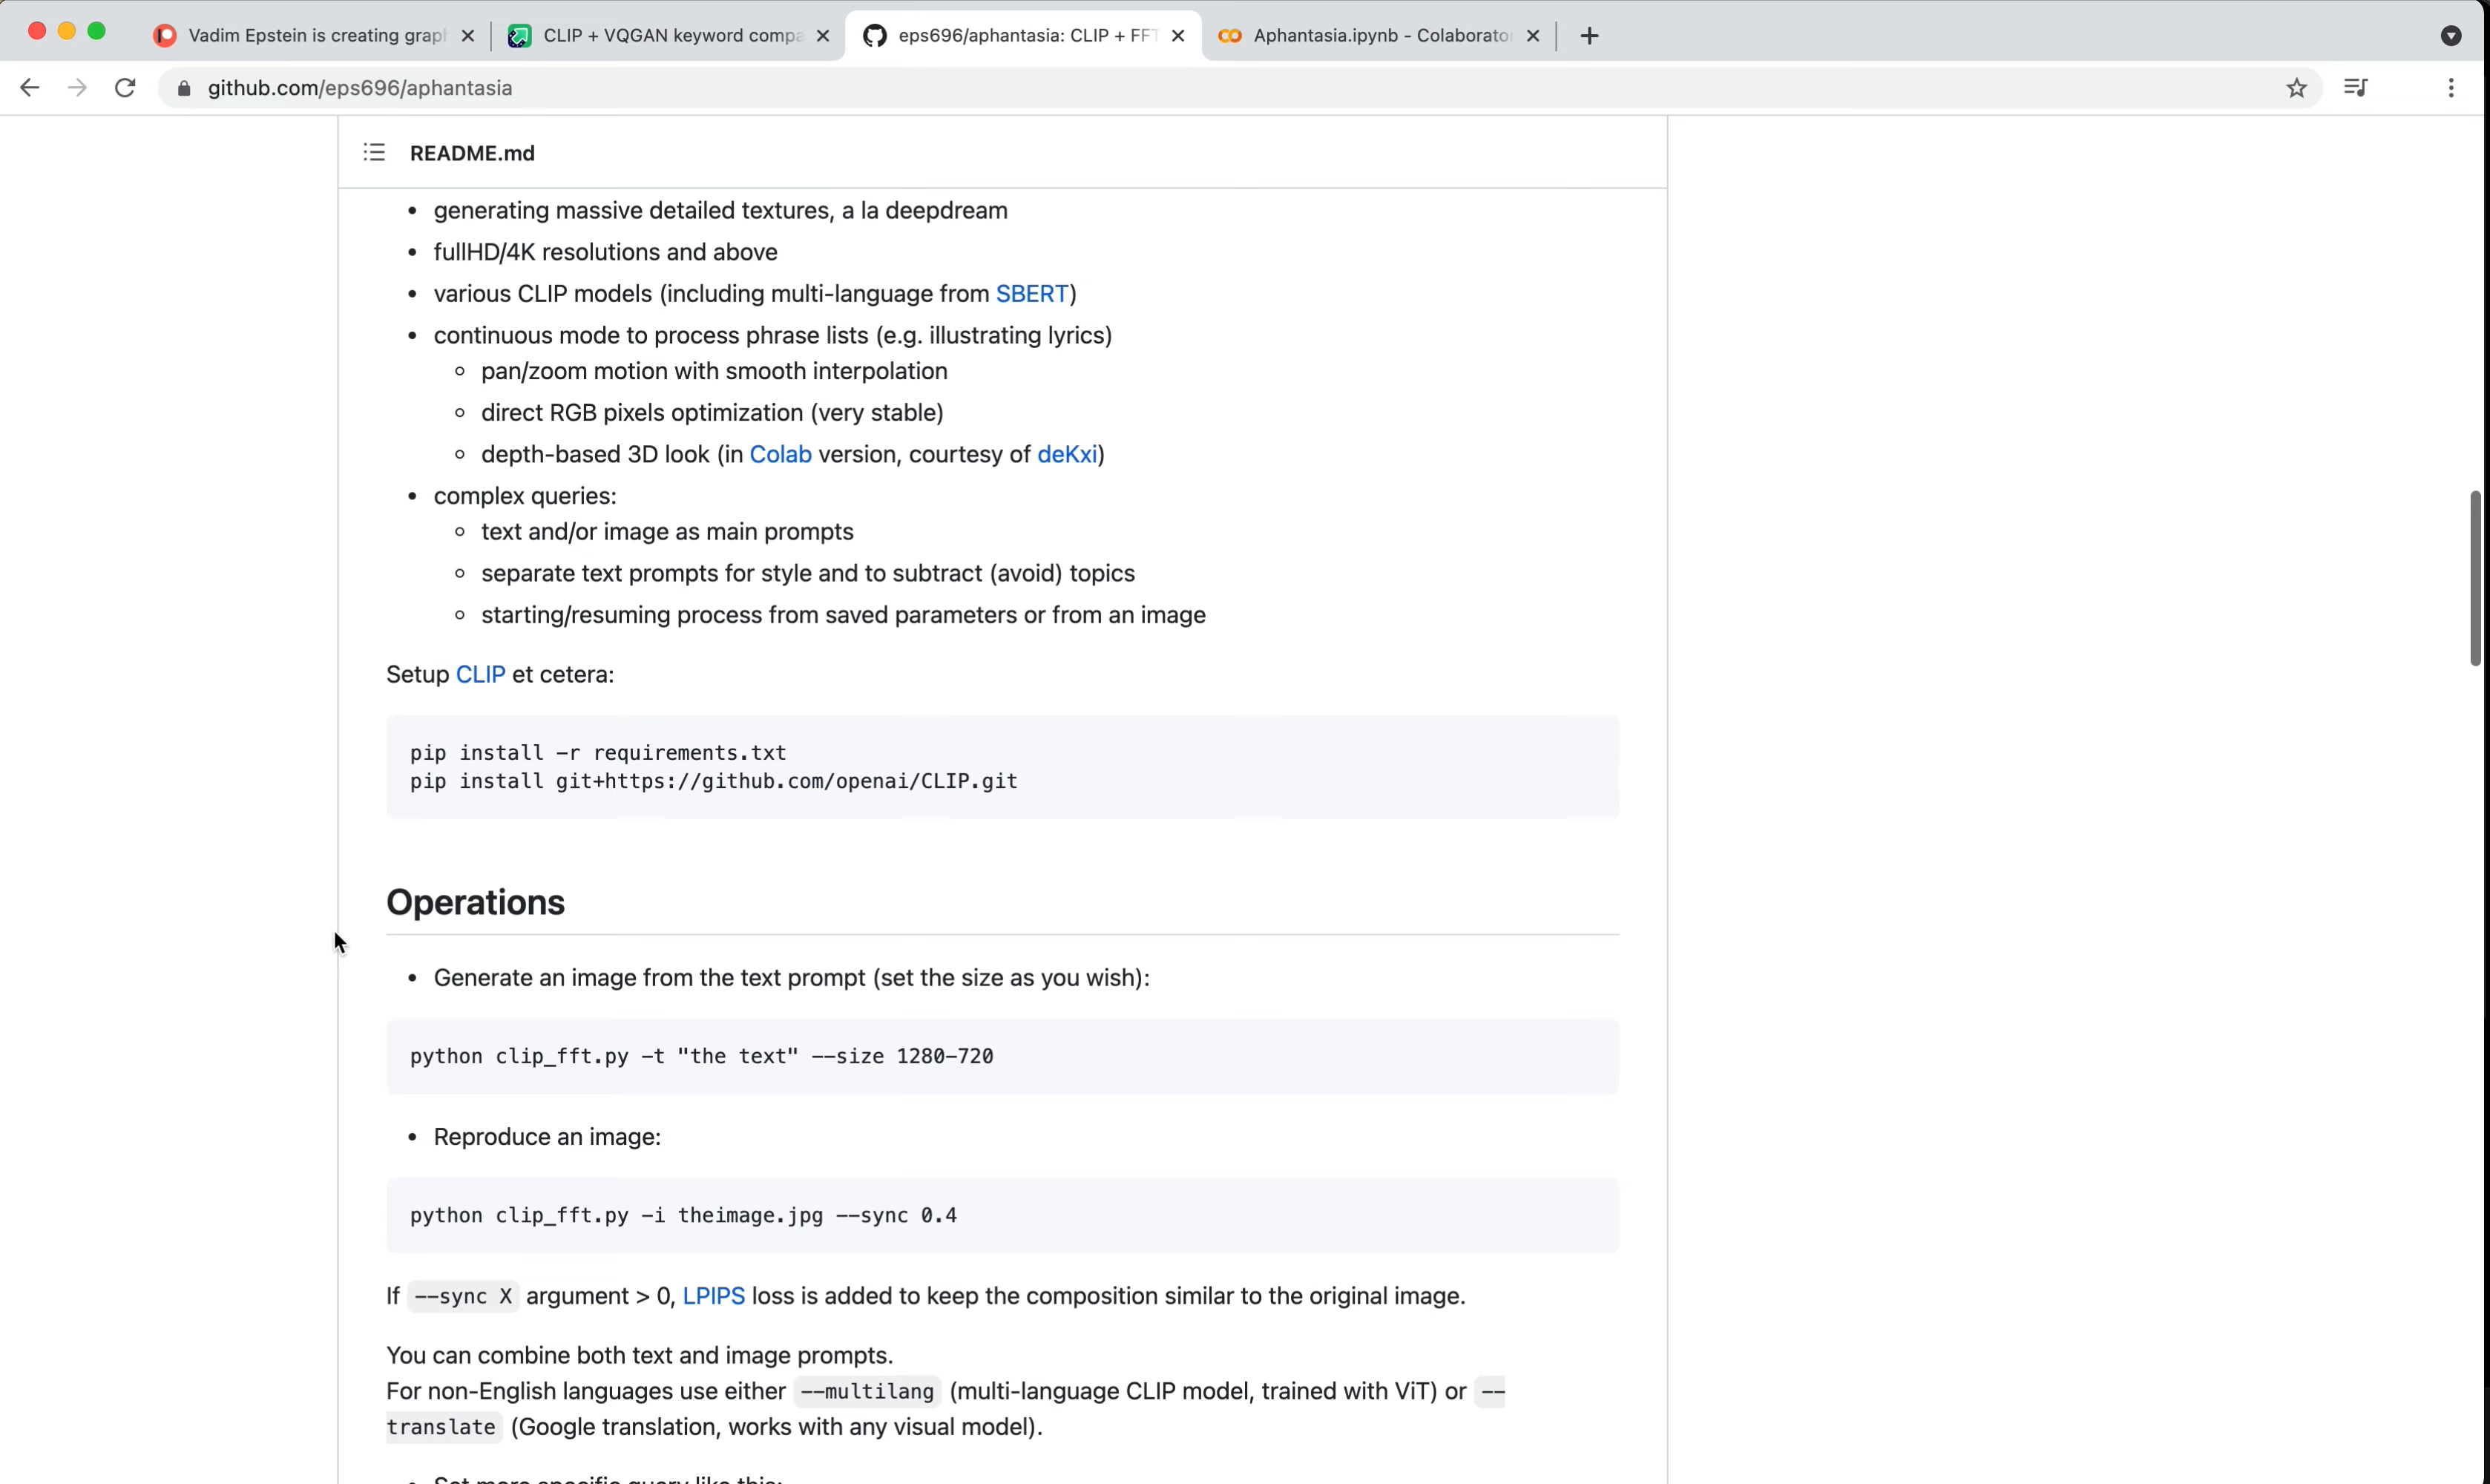 Vadim Epstein is creating grap
CLIP + VQGAN keyword compa
eps696/aphantasia: CLIP + FFT
Aphantasia.ipynb - Colaborato
github.com/eps696/aphantasia
README.md
• generating massive detailed textures, a la deepdream
• fullHD/4K resolutions and above
• various CLIP models (including multi-language from SBERT)
• continuous mode to process phrase lists (e.g. illustrating lyrics)
◦ pan/zoom motion with smooth interpolation
◦ direct RGB pixels optimization (very stable)
◦ depth-based 3D look (in Colab version, courtesy of deKxi)
• complex queries:
◦ text and/or image as main prompts
◦ separate text prompts for style and to subtract (avoid) topics
◦ starting/resuming process from saved parameters or from an image
Setup CLIP et cetera:
pip install -r requirements.txt
pip install git+https://github.com/openai/CLIP.git
Operations
• Generate an image from the text prompt (set the size as you wish):
python clip_fft.py -t "the text" --size 1280-720
• Reproduce an image:
python clip_fft.py -i theimage.jpg --sync 0.4
If --sync X argument > 0, LPIPS loss is added to keep the composition similar to the original image.
You can combine both text and image prompts.
For non-English languages use either --multilang (multi-language CLIP model, trained with ViT) or --
translate (Google translation, works with any visual model).
• Set more specific query like this: